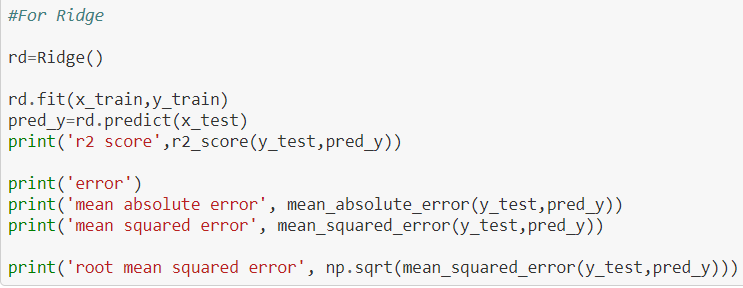 #For Ridge
rd=Ridge()
rd.fit(x_train,y_train)
pred_y=rd.predict(x_test)
print('r2 score',r2_score(y_test,pred_y))
print('error')
print('mean absolute error', mean_absolute_error(y_test,pred_y))
print('mean squared error', mean_squared_error(y_test,pred_y))
print('root mean squared error', np.sqrt(mean_squared_error(y_test,pred_y)))